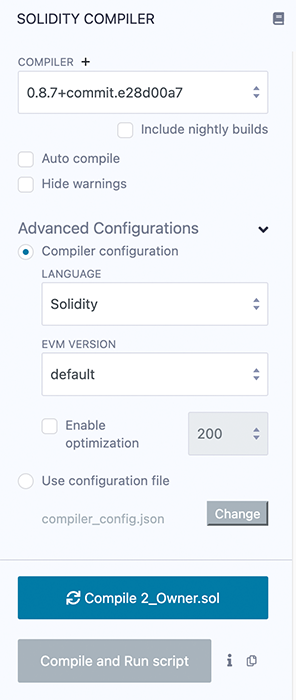 SOLIDITY COMPILER
COMPILER +
0.8.7+commit.e28d00a7
Include nightly builds
Auto compile
Hide warnings
Advanced Configurations
Compiler configuration
LANGUAGE
Solidity
EVM VERSION
default
Enable
optimization
200
Use configuration file
compiler_config.json
Change
Compile 2_Owner.sol
Compile and Run script